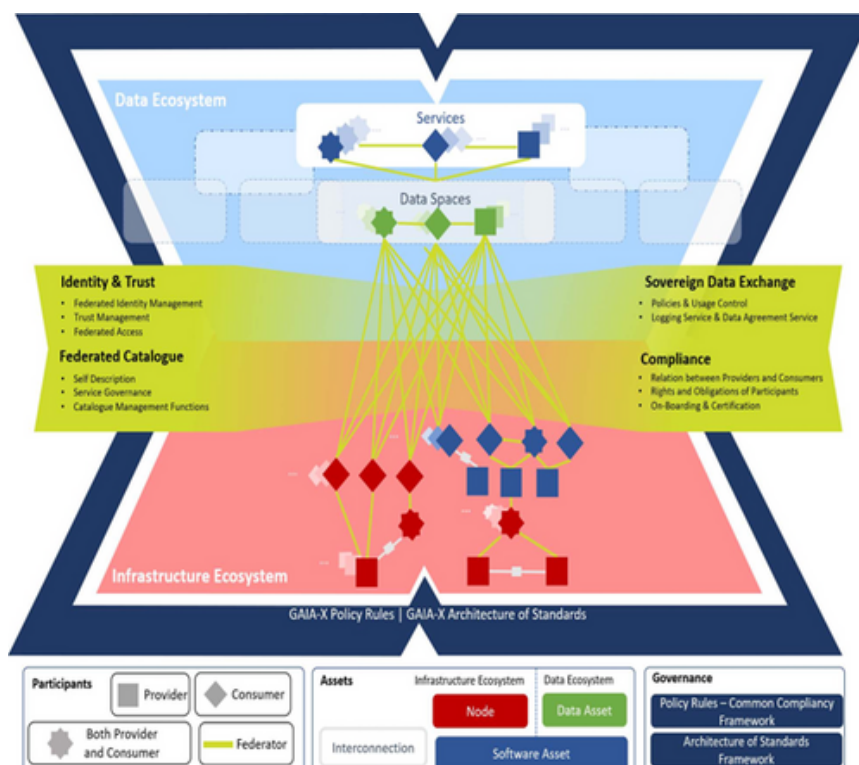 Data Ecosystem
Services
Data Spaces
Identity & Trust
• Federated Identity Management
• Trust Management
• Federated Access
Federated Catalogue
• Self Description
• Service Governance
• Catalogue Management Functions
Sovereign Data Exchange
• Policies & Usage Control
• Logging Service & Data Agreement Service
Compliance
• Relation between Providers and Consumers
• Rights and Obligations of Participants
• On-Boarding & Certification
Infrastructure Ecosystem
GAIA-X Policy Rules | GAIA-X Architecture of Standards
Participants
Provider
Consumer
Both Provider
and Consumer
Federator
Assets
Infrastructure Ecosystem
Data Ecosystem
Node
Data Asset
Interconnection
Software Asset
Governance
Policy Rules – Common Compliancy
Framework
Architecture of Standards
Framework